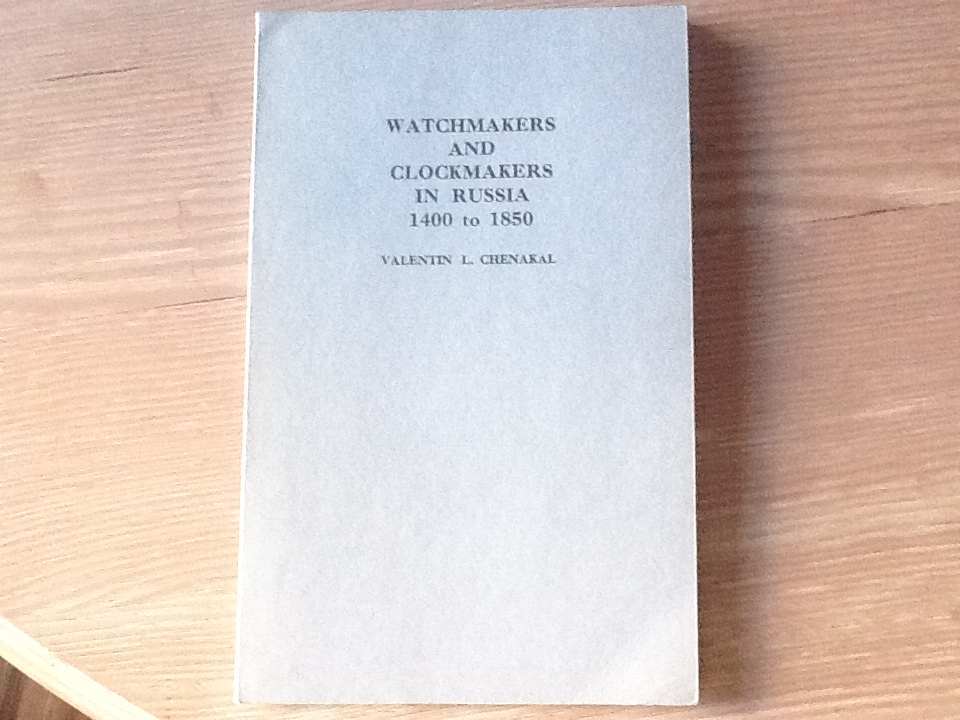 WATCHMAKERS
AND
CLOCKMAKERS
IN RUSSIA
1400 to 1850
VALENTIN L. CHENAKAL